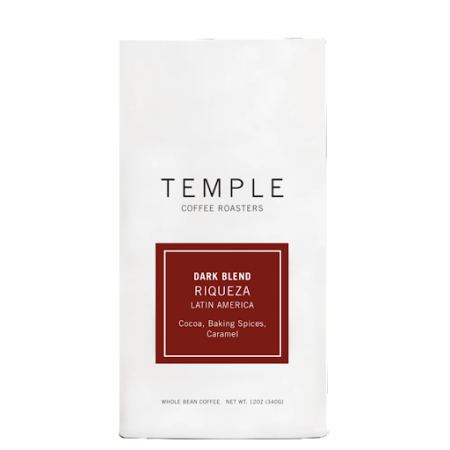 TEMPLE
COFFEE ROASTERS
DARK BLEND
RIQUEZA
LATIN AMERICA
Cocoa, Baking Spices,
Caramel
WHOLE BEAN COFFEE NET WT. 12OZ (340G)